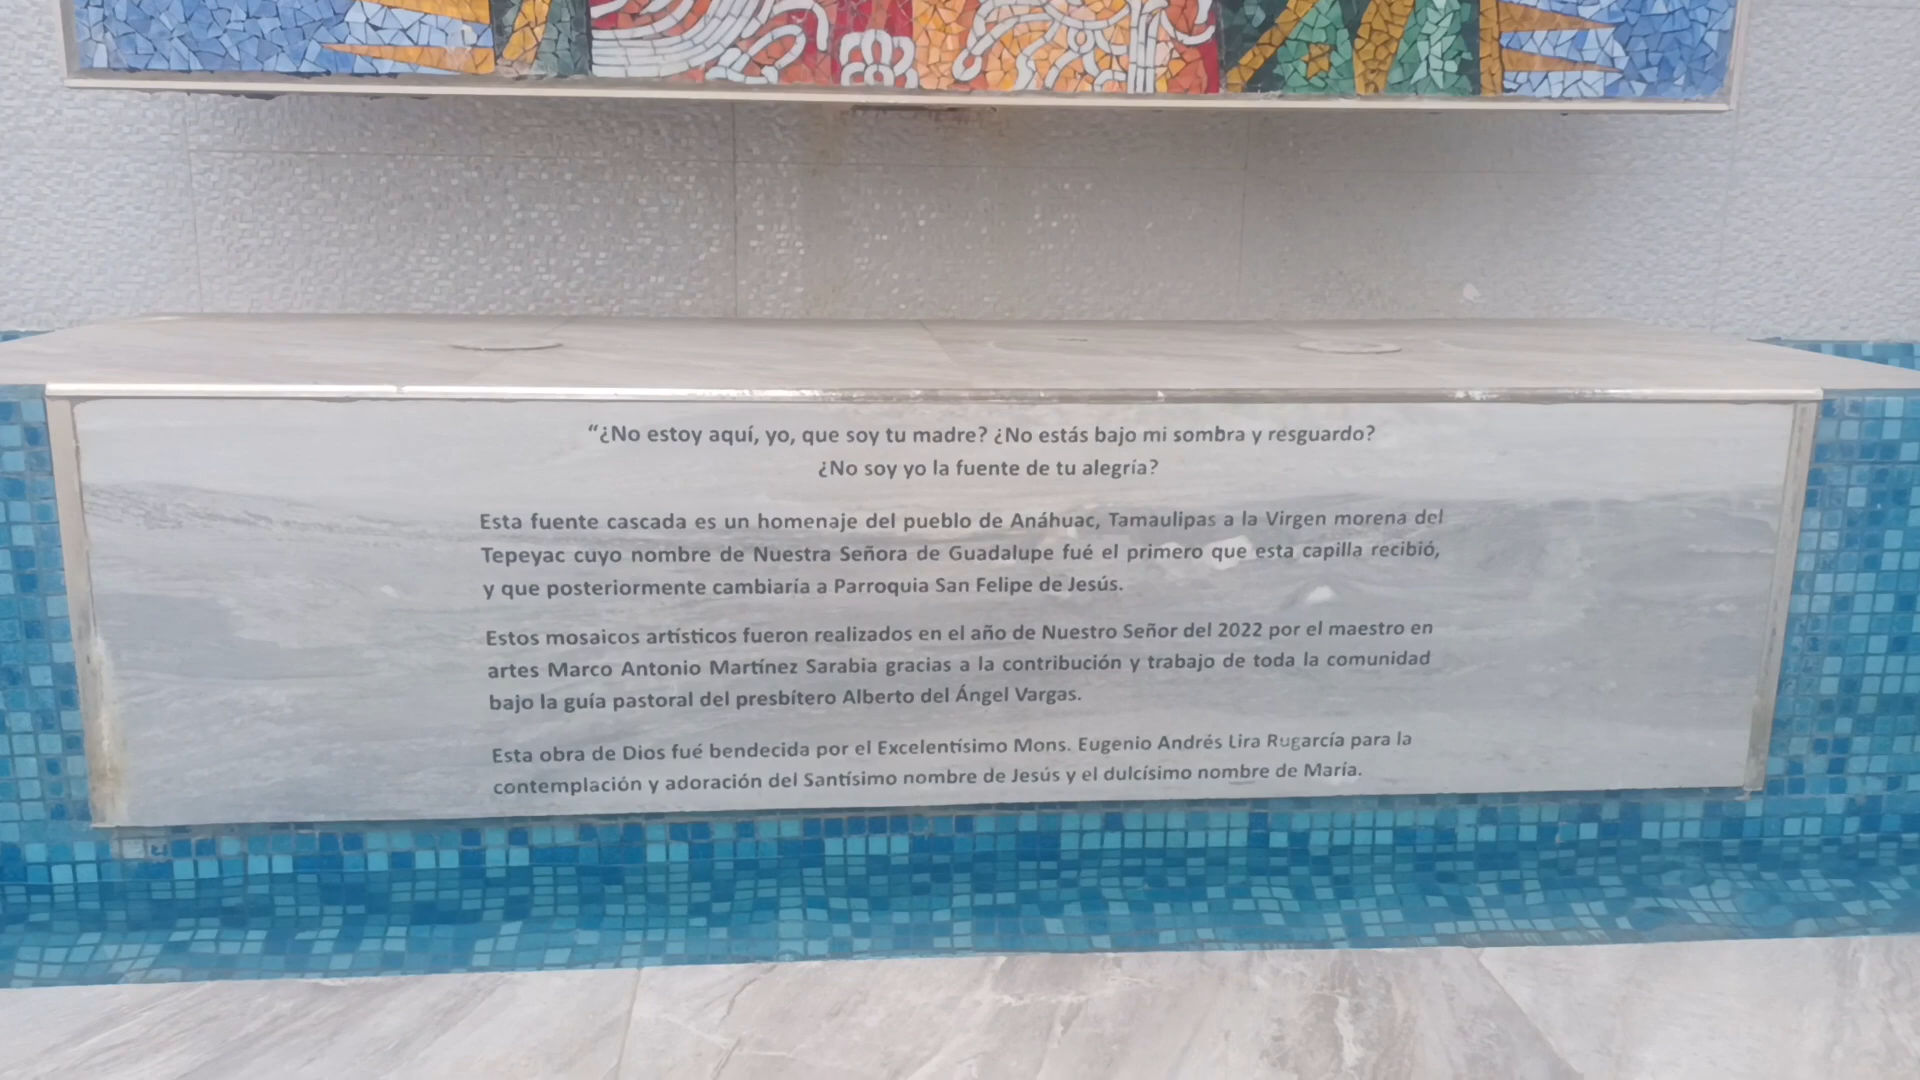 “¿No estoy aquí, yo, que soy tu madre? ¿No estás bajo mi sombra y resguardo?
¿No soy yo la fuente de tu alegría?
Esta fuente cascada es un homenaje del pueblo de Anáhuac, Tamaulipas a la Virgen morena del
Tepeyac cuyo nombre de Nuestra Señora de Guadalupe fué el primero que esta capilla recibió,
y que posteriormente cambiaría a Parroquia San Felipe de Jesús.
Estos mosaicos artísticos fueron realizados en el año de Nuestro Señor del 2022 por el maestro en
artes Marco Antonio Martínez Sarabia gracias a la contribución y trabajo de toda la comunidad
bajo la guía pastoral del presbítero Alberto del Ángel Vargas.
Esta obra de Dios fué bendecida por el Excelentísimo Mons. Eugenio Andrés Lira Rugarcía para la
contemplación y adoración del Santísimo nombre de Jesús y el dulcísimo nombre de María.